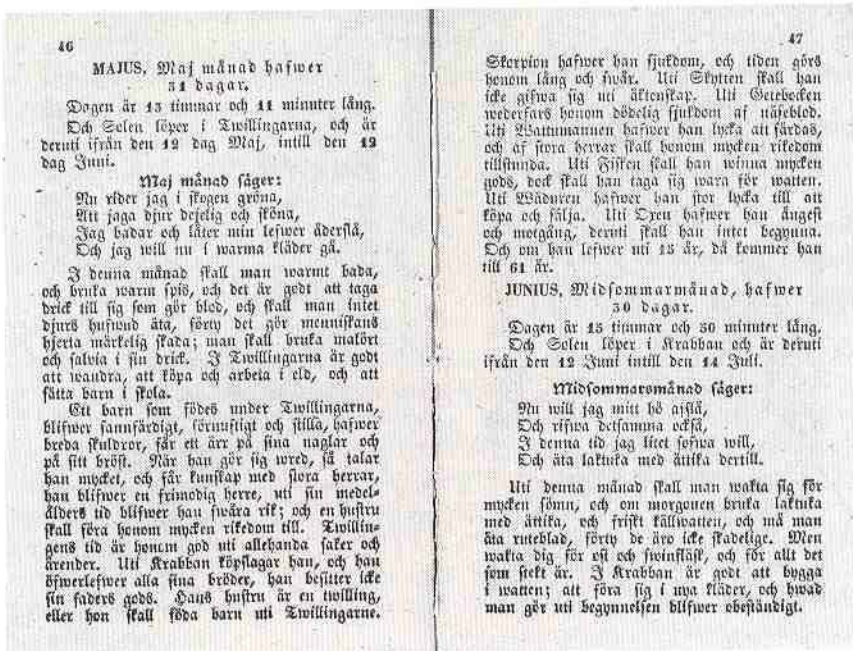 46
MAJUS, Maj månad hafwer
31 dagar.
Dagen är 13 timmar och 11 minuter lång.
Och Solen löper i Twillingarna, och är
deruti ifrån den 12 dag Maj, intill den 12
dag Juni.
Maj månad säger:
Nu rider jag i skogen gröna,
Att jaga djur dejelig och sköna,
Jag badar och låter min lefwer åderslå,
Och jag will nu i warma kläder gå.
I denna månad skall man warmt bada,
och bruka warm spis, och det är godt att taga
drick till sig som gör blod, och skall man intet
djurs hufwud äta, förty det gör menniskans
hjerta märkelig skada; man skall bruka malört
och salvia i sin drick. I Twillingarna är godt
att wandra, att köpa och arbeta i eld, och att
sätta barn i skola.
Ett barn som födes under Twillingarna,
blifwer sannfärdigt, förnuftigt och stilla, hafwer
breda skuldror, får ett ärr på sina naglar och
på sitt bröst. När han gör sig wred, så talar
han mycket, och får kunskap med stora herrar,
han blifwer en frimodig herre, uti sin medel-
ålders tid blifwer han swåra rik; och en hustru
skall föra honom mycken rikedom till. Twillin-
gens tid är honom god uti allehanda saker och
ärender. Uti Krabban köpslagar han, och han
öfwerlefwer alla sina bröder, han besitter icke
sin faders gods. Hans hustru är en twilling,
eller hon skall föda barn uti Twillingarne.
47
Skorpion hafwer han sjukdom, och tiden görs
honom lång och swår. Uti Skytten skall han
icke gifwa sig uti äktenskap. Uti Getebocken
wederfars honom dödelig sjukdom af näseblod.
Uti Wattumannen hafwer han lycka att färdas,
och af stora herrar skall honom mycken rikedom
tillstunda. Uti Fisken skall han winna mycken
gods, dock skall han taga sig wara för watten.
Uti Wäduren hafwer han stor lycka till att
köpa och sälja. Uti Oxen hafwer han ångest
och motgång, deruti skall han intet begynna.
Och om han lefwer uti 15 år, då kommer han
till 61 år.
JUNIUS, Midsommarmånad, hafwer
30 dagar.
Dagen är 15 timmar och 50 minuter lång.
Och Solen löper i Krabban och är deruti
ifrån den 12 Juni intill den 14 Juli.
Midsommarsmånad säger:
Nu will jag mitt hö afslå,
Och rifwa detsamma också,
I denna tid jag litet sofwa will,
Och äta laktuka med ättika dertill.
Uti denna månad skall man wakta sig för
mycken sömn, och om morgonen bruka laktuka
med ättika, och friskt källwatten, och må man
äta ruteblad, förty de äro icke skadelige. Men
wakta dig för ost och swinfläsk, och för allt det
som stekt är. I Krabban är godt att bygga
i watten; att föra sig i nya kläder, och hwad
man gör uti begynnelsen blifwer obeständigt.